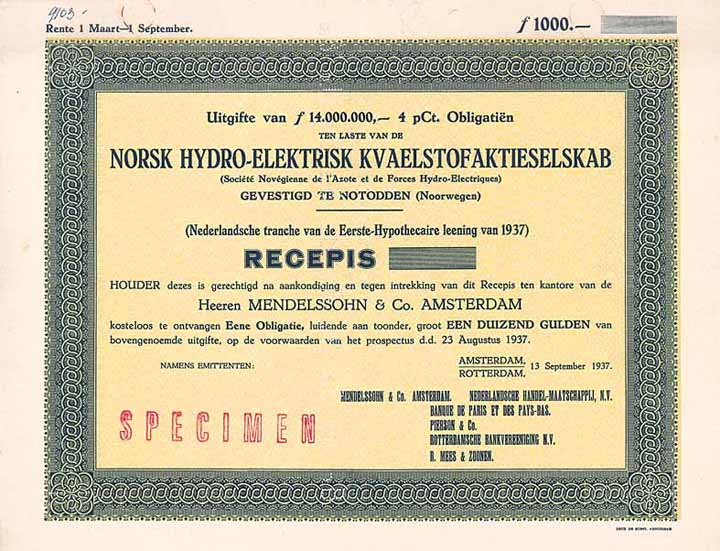 9103-
Rente 1 Maart—1 September.
ƒ 1000.—
Uitgifte van ƒ 14.000.000,— 4 pCt. Obligatiën
TEN LASTE VAN DE
NORSK HYDRO-ELEKTRISK KVAELSTOFAKTIESELSKAB
(Société Novégienne de l'Azote et de Forces Hydro-Electriques)
GEVESTIGD TE NOTODDEN (Noorwegen)
(Nederlandsche tranche van de Eerste-Hypothecaire leening van 1937)
RECEPIS
HOUDER dezes is gerechtigd na aankondiging en tegen intrekking van dit Recepis ten kantore van de
Heeren MENDELSSOHN & Co. AMSTERDAM
kosteloos te ontvangen Eene Obligatie, luidende aan toonder, groot EEN DUIZEND GULDEN van
bovengenoemde uitgifte, op de voorwaarden van het prospectus d.d. 23 Augustus 1937.
NAMENS EMITTENTEN:
AMSTERDAM,
ROTTERDAM,
13 September 1937.
MENDELSSOHN & Co. AMSTERDAM. NEDERLANDSCHE HANDEL-MAATSCHAPPIJ, N.V.
BANQUE DE PARIS ET DES PAYS-BAS.
PIERSON & Co.
ROTTERDAMSCHE BANKVEREENIGING N.V.
R. MEES & ZOONEN.
SPECIMEN
DRUK DE BUSSY, AMSTERDAM